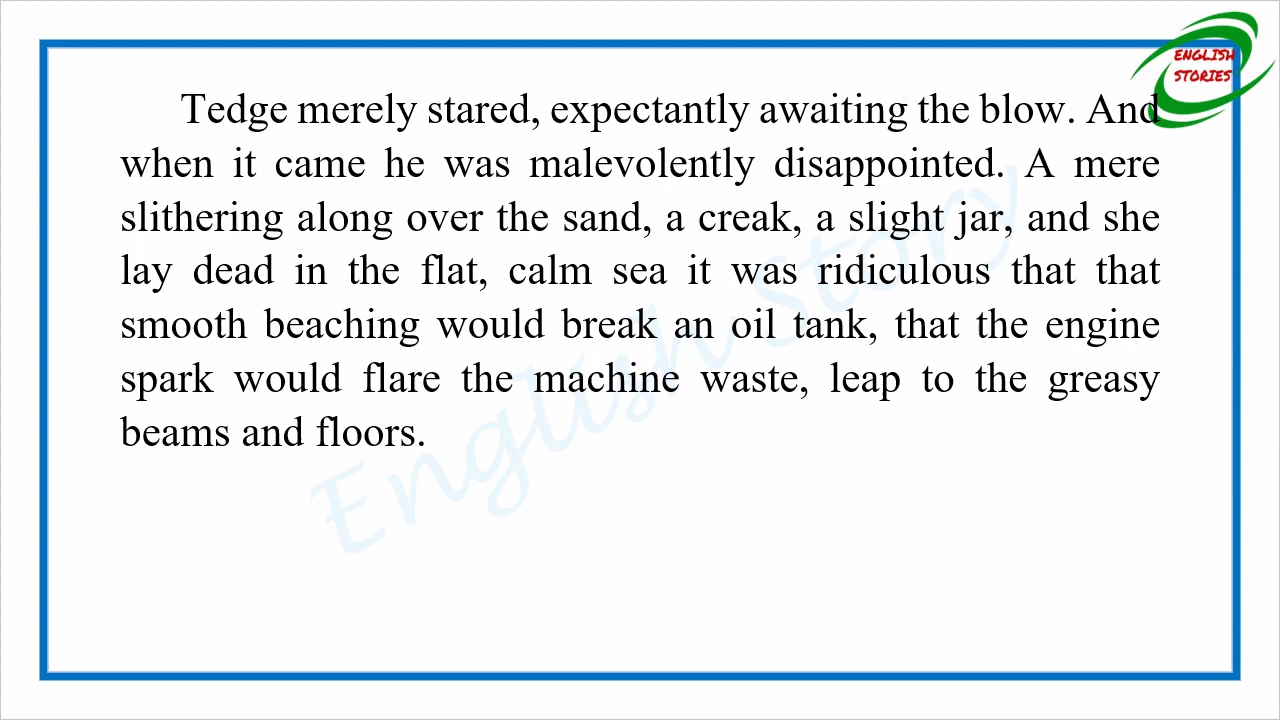 ENGLISH
STORIES
Tedge merely stared, expectantly awaiting the blow. And
when it came he was malevolently disappointed. A mere
slithering along over the sand, a creak, a slight jar, and she
lay dead in the flat, calm sea it was ridiculous that that
smooth beaching would break an oil tank, that the engine
spark would flare the machine waste, leap to the greasy
beams and floors.
English Story